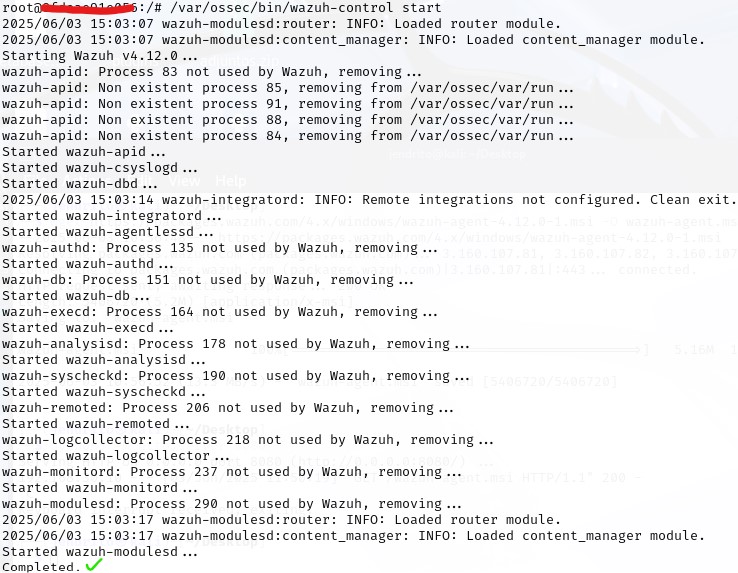 root@:/# /var/ossec/bin/wazuh-control start
2025/06/03 15:03:07 wazuh-modulesd:router: INFO: Loaded router module.
2025/06/03 15:03:07 wazuh-modulesd:content_manager: INFO: Loaded content_manager module.
Starting Wazuh v4.12.0...
wazuh-apid: Process 83 not used by Wazuh, removing...
wazuh-apid: Non existent process 85, removing from /var/ossec/var/run...
wazuh-apid: Non existent process 91, removing from /var/ossec/var/run...
wazuh-apid: Non existent process 88, removing from /var/ossec/var/run...
wazuh-apid: Non existent process 84, removing from /var/ossec/var/run...
Started wazuh-apid...
Started wazuh-csyslogd...
Started wazuh-dbd...
View Help
2025/06/03 15:03:14 wazuh-integratord: INFO: Remote integrations not configured. Clean exit.
Started wazuh-integratord...
Started wazuh-agentlessd...
wazuh-authd: Process 135 not used by Wazuh, removing...
Started wazuh-authd...
wazuh-db: Process 151 not used by Wazuh, removing...
Started wazuh-db...
wazuh-execd: Process 164 not used by Wazuh, removing...
Started wazuh-execd...
wazuh-analysisd: Process 178 not used by Wazuh, removing...
Started wazuh-analysisd...
wazuh-syscheckd: Process 190 not used by Wazuh, removing...
Started wazuh-syscheckd...
wazuh-remoted: Process 206 not used by Wazuh, removing...
Started wazuh-remoted...
wazuh-logcollector: Process 218 not used by Wazuh, removing...
Started wazuh-logcollector...
wazuh-monitord: Process 237 not used by Wazuh, removing...
Started wazuh-monitord...
wazuh-modulesd: Process 290 not used by Wazuh, removing...
2025/06/03 15:03:17 wazuh-modulesd:router: INFO: Loaded router module.
2025/06/03 15:03:17 wazuh-modulesd:content_manager: INFO: Loaded content_manager module.
Started wazuh-modulesd...
Completed.